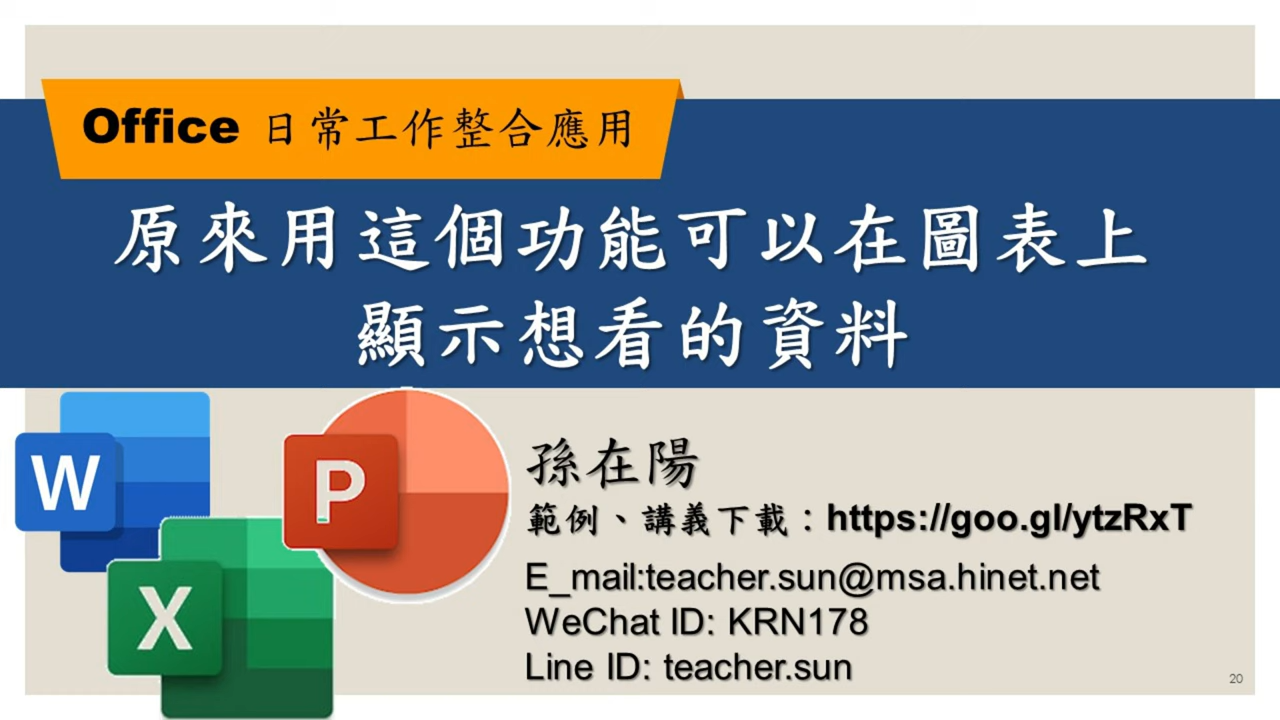 Office 日常工作整合應用
原來用這個功能可以在圖表上
顯示想看的資料
W
P
X
孫在陽
範例、講義下載：https://goo.gl/ytzRxT
E_mail:teacher.sun@msa.hinet.net
WeChat ID: KRN178
Line ID: teacher.sun
20